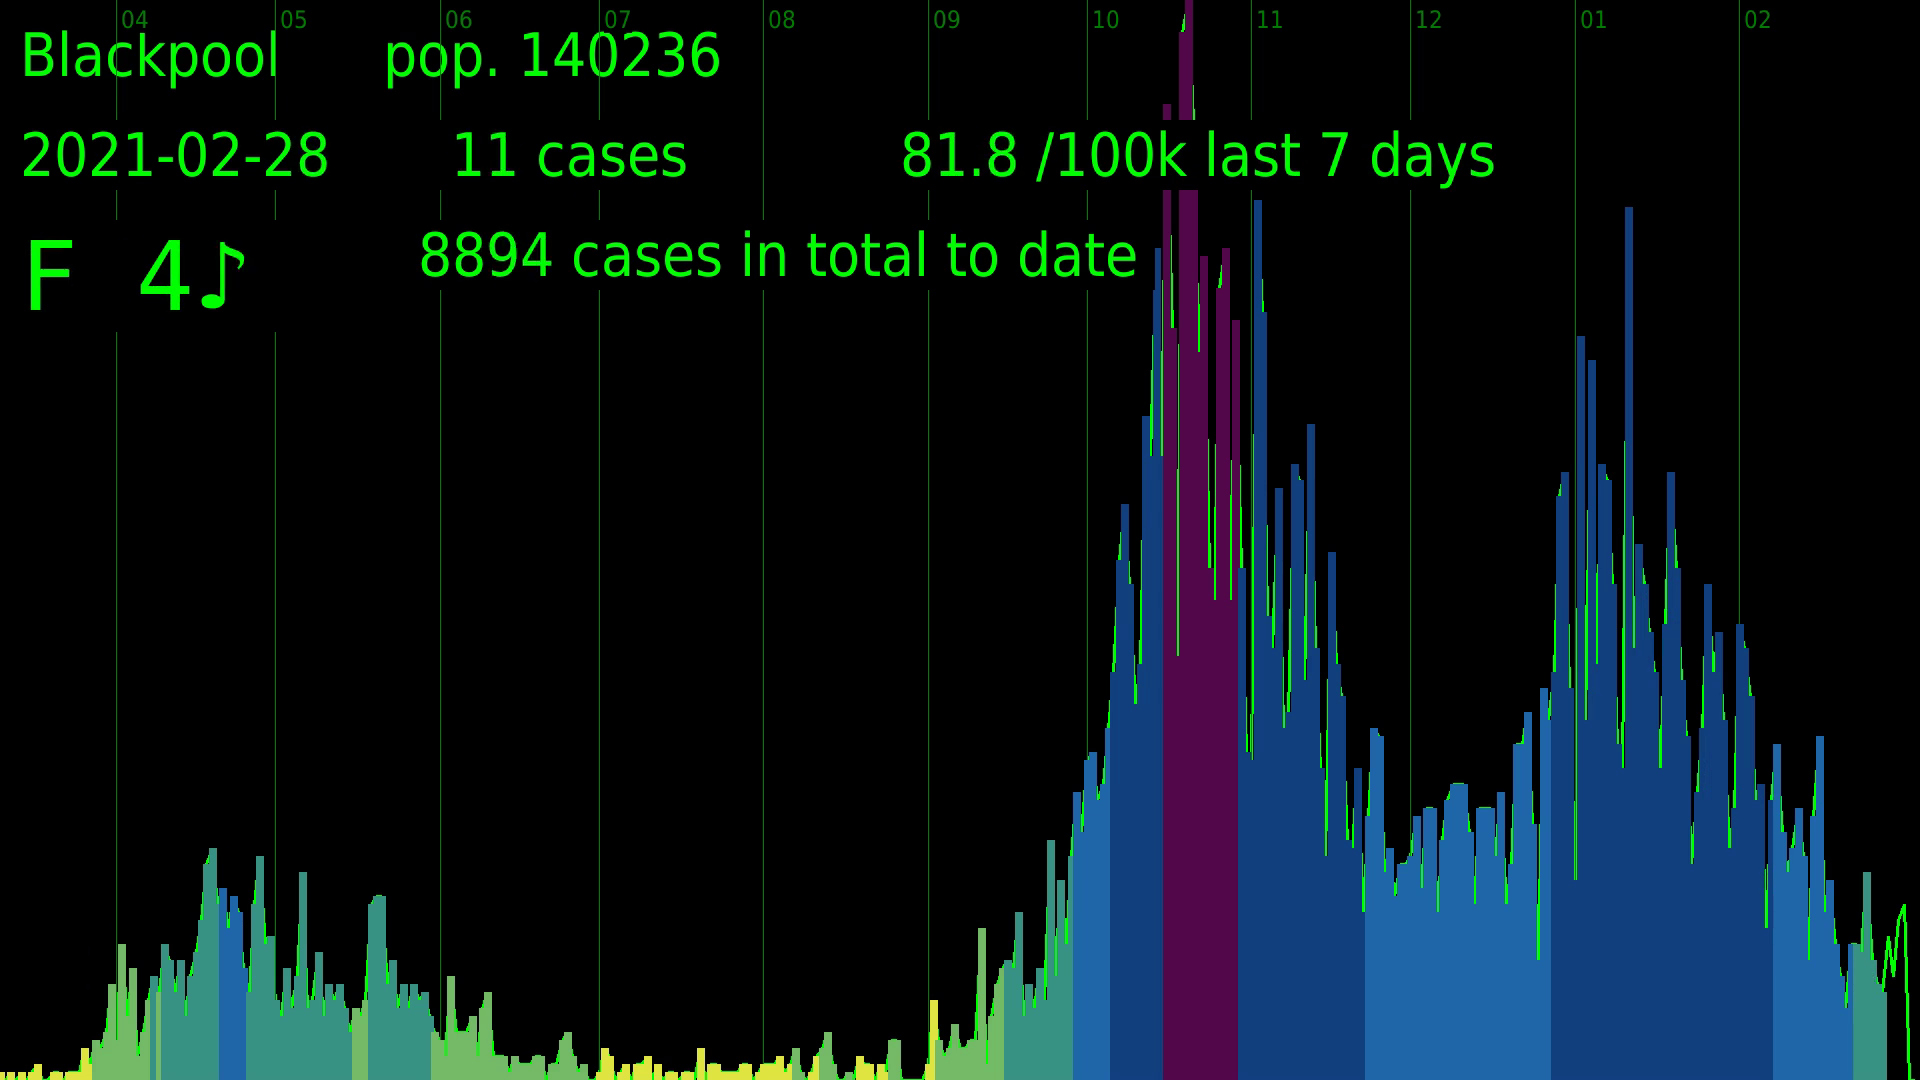 04 05 06 07 08 09 10 11 12 01 02
Blackpool pop. 140236
2021-02-28 11 cases 81.8 /100k last 7 days
F 4♪ 8894 cases in total to date